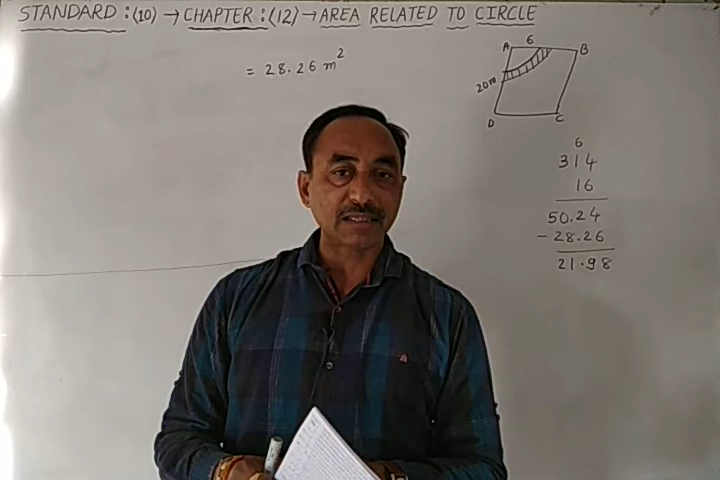 STANDARD:(10)→CHAPTER:(12)→AREA RELATED TO CIRCLE
= 28.26 m²
A 6 B
20m
D C
6
314
16
50.24
- 28.26
21.98